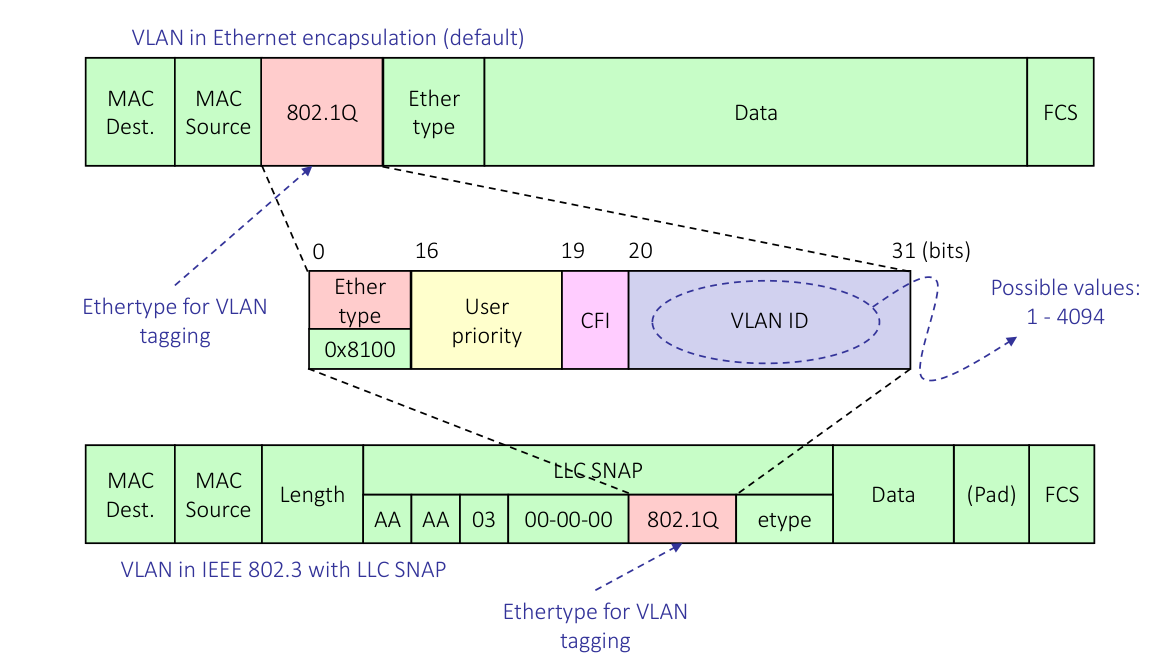 VLAN in Ethernet encapsulation (default)
MAC
Dest.
MAC
Source
802.1Q
Ether
type
Data
FCS
0
16
19
20
31 (bits)
Ethertype for VLAN
tagging
Ether
type
0x8100
User
priority
CFI
VLAN ID
Possible values:
1 - 4094
MAC
Dest.
MAC
Source
Length
LLC SNAP
AA
AA
03
00-00-00
802.1Q
etype
Data
(Pad)
FCS
VLAN in IEEE 802.3 with LLC SNAP
Ethertype for VLAN
tagging